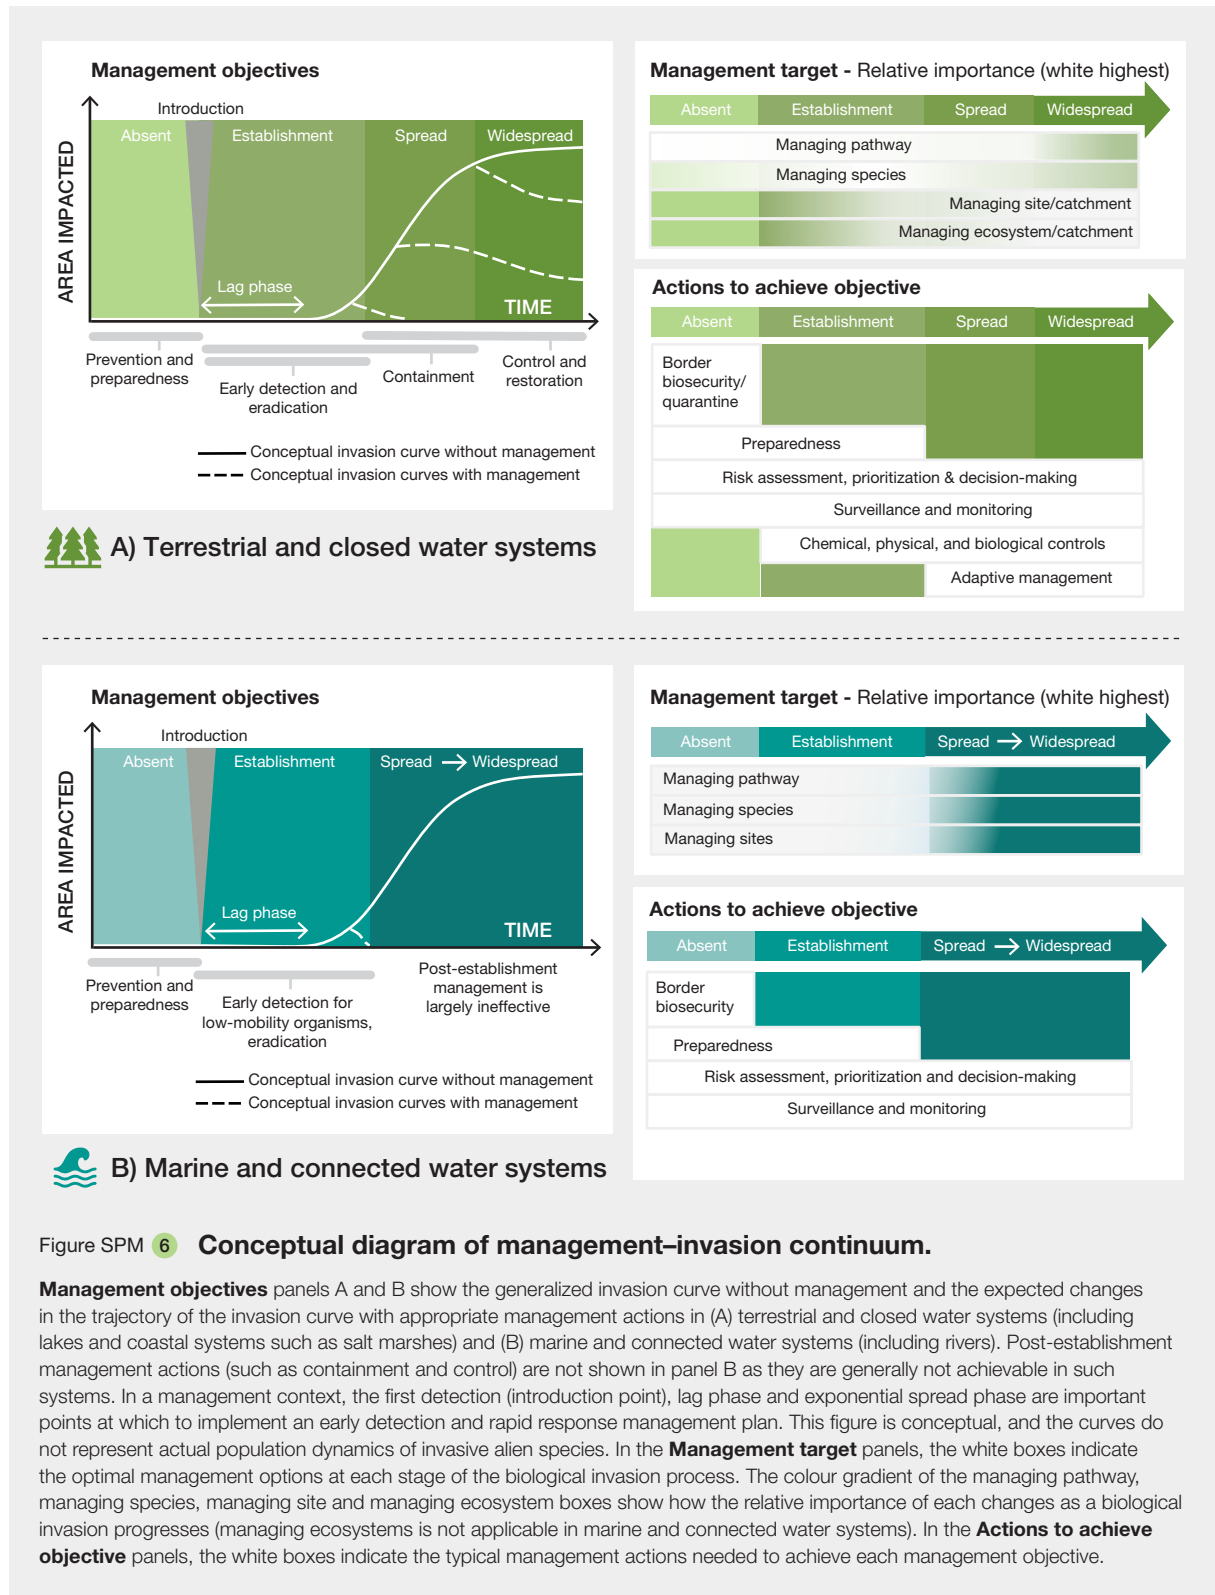 Management objectives
Introduction
Absent
Establishment
Spread
Widespread
AREA IMPACTED
Lag phase
TIME
Prevention and
preparedness
Early detection and
eradication
Containment
Control and
restoration
Conceptual invasion curve without management
Conceptual invasion curves with management
A) Terrestrial and closed water systems
Management target - Relative importance (white highest)
Absent
Establishment
Spread
Widespread
Managing pathway
Managing species
Managing site/catchment
Managing ecosystem/catchment
Actions to achieve objective
Absent
Establishment
Spread
Widespread
Border
biosecurity/
quarantine
Preparedness
Risk assessment, prioritization & decision-making
Surveillance and monitoring
Chemical, physical, and biological controls
Adaptive management
Management objectives
Introduction
Absent
Establishment
Spread → Widespread
AREA IMPACTED
Lag phase
TIME
Prevention and
preparedness
Early detection for
low-mobility organisms,
eradication
Post-establishment
management is
largely ineffective
Conceptual invasion curve without management
Conceptual invasion curves with management
B) Marine and connected water systems
Management target - Relative importance (white highest)
Absent
Establishment
Spread → Widespread
Managing pathway
Managing species
Managing sites
Actions to achieve objective
Absent
Establishment
Spread → Widespread
Border
biosecurity
Preparedness
Risk assessment, prioritization and decision-making
Surveillance and monitoring
Figure SPM 6 Conceptual diagram of management–invasion continuum.
Management objectives panels A and B show the generalized invasion curve without management and the expected changes
in the trajectory of the invasion curve with appropriate management actions in (A) terrestrial and closed water systems (including
lakes and coastal systems such as salt marshes) and (B) marine and connected water systems (including rivers). Post-establishment
management actions (such as containment and control) are not shown in panel B as they are generally not achievable in such
systems. In a management context, the first detection (introduction point), lag phase and exponential spread phase are important
points at which to implement an early detection and rapid response management plan. This figure is conceptual, and the curves do
not represent actual population dynamics of invasive alien species. In the Management target panels, the white boxes indicate
the optimal management options at each stage of the biological invasion process. The colour gradient of the managing pathway,
managing species, managing site and managing ecosystem boxes show how the relative importance of each changes as a biological
invasion progresses (managing ecosystems is not applicable in marine and connected water systems). In the Actions to achieve
objective panels, the white boxes indicate the typical management actions needed to achieve each management objective.